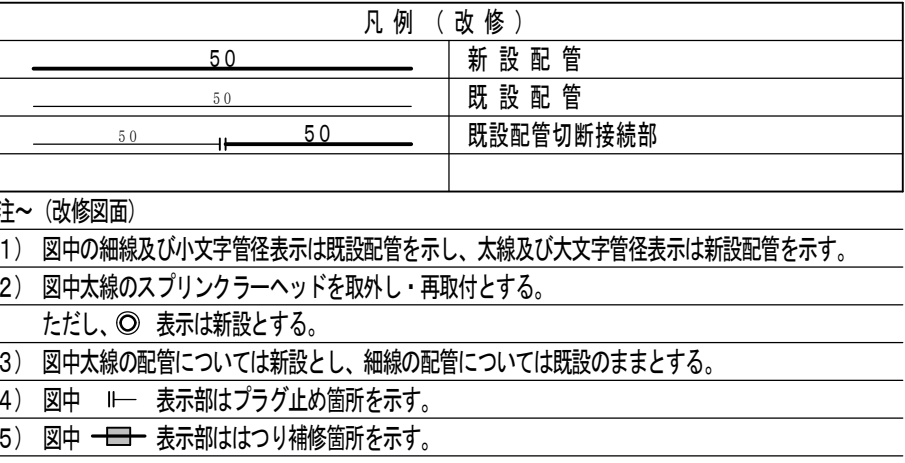 凡例(改修)
50 新設配管
50 既設配管
50 50 既設配管切断接続部
注~(改修図面)
1) 図中の細線及び小文字管径表示は既設配管を示し、太線及び大文字管径表示は新設配管を示す。
2) 図中太線のスプリンクラーヘッドを取外し・再取付とする。
ただし、◎ 表示は新設とする。
3) 図中太線の配管については新設とし、細線の配管については既設のままとする。
4) 図中 表示部はプラグ止め箇所を示す。
5) 図中 表示部ははつり補修箇所を示す。